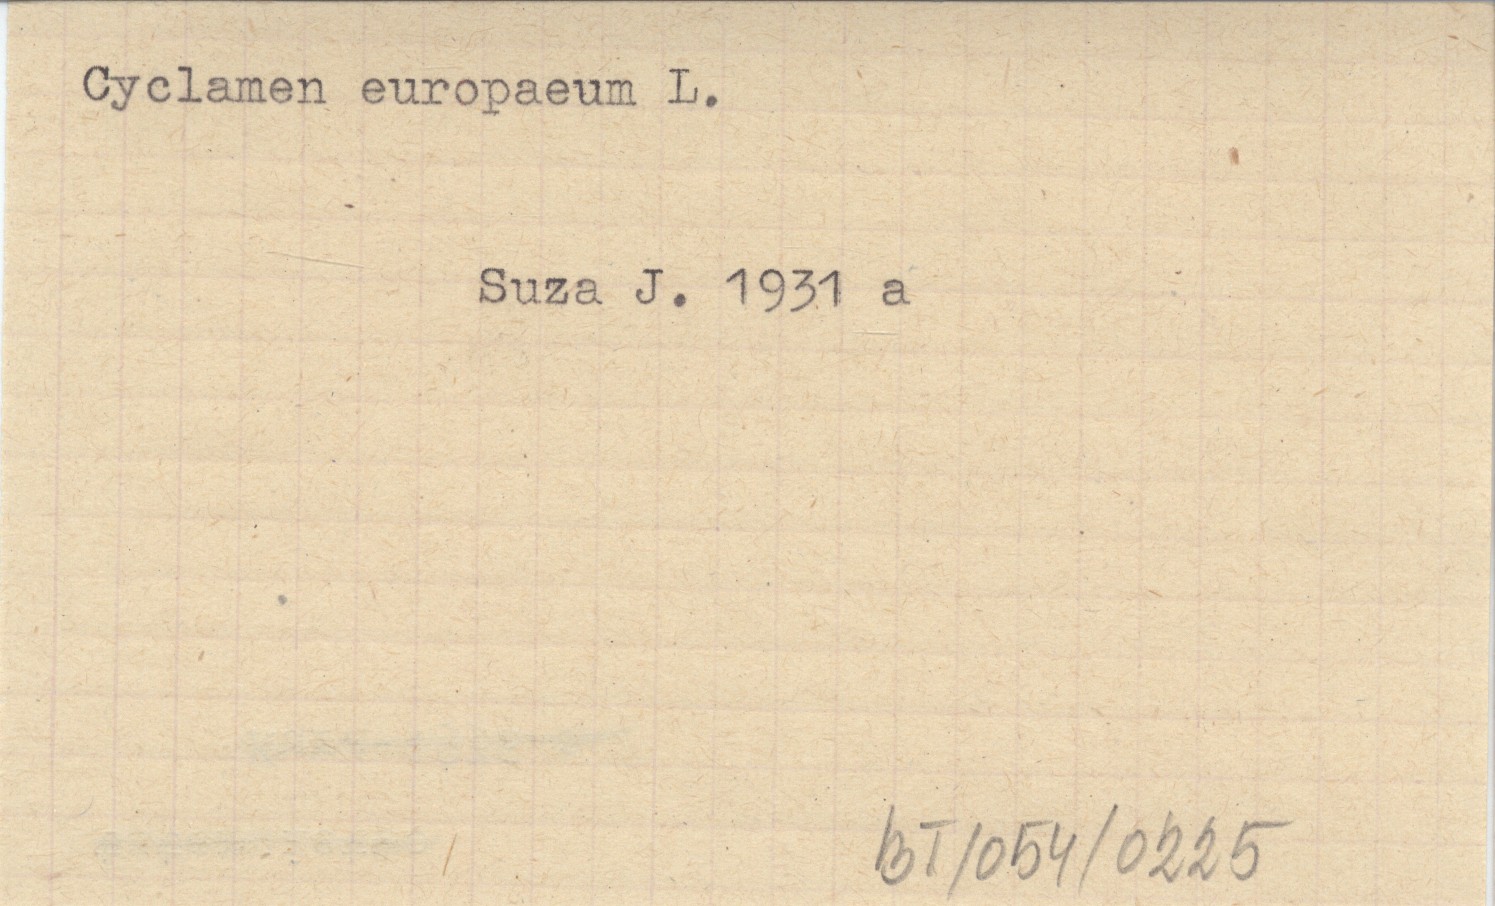 Cyclamen europaeum L.
Suza J. 1931 a
BT/054/0225